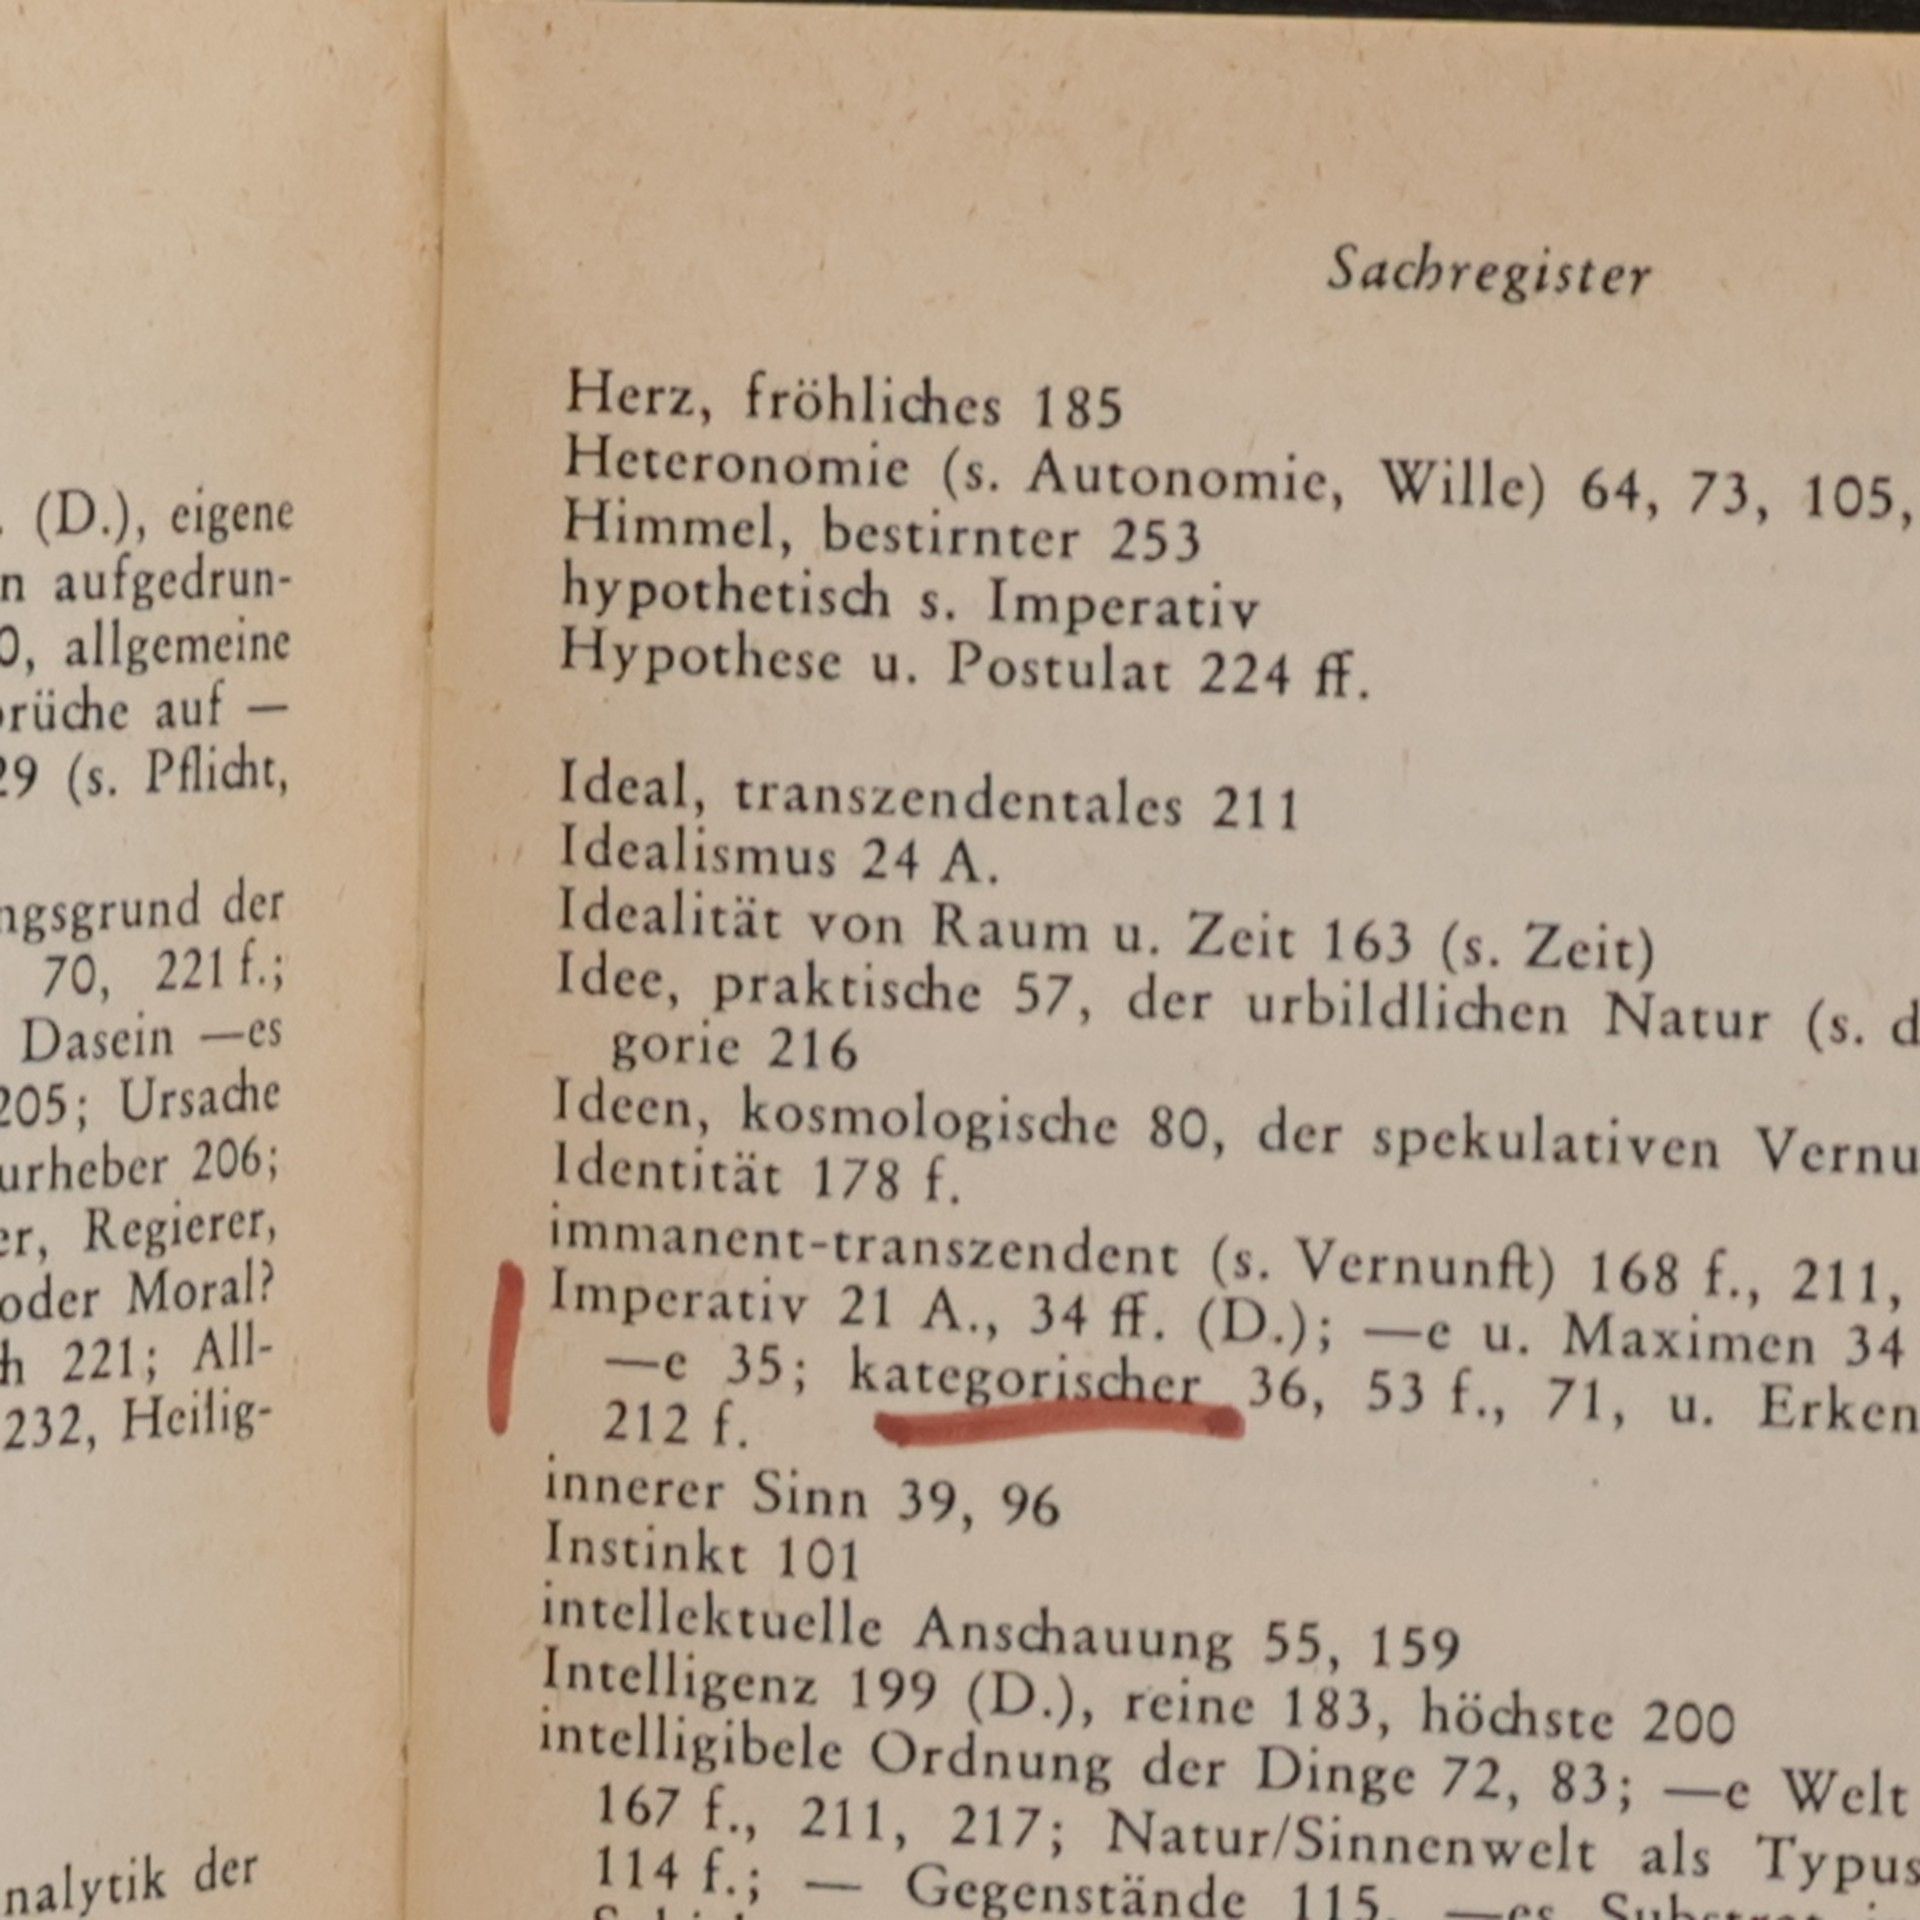 (D.), eigene
aufgedrun-
allgemeine
auf —
(s. Pflicht,
der
70, 221 f.;
Dasein —es
205; Ursache
urheber 206;
Regierer,
oder Moral?
221; All-
232, Heilig-
der
Sachregister
Herz, fröhliches 185
Heteronomie (s. Autonomie, Wille) 64, 73, 105,
Himmel, bestirnter 253
hypothetisch s. Imperativ
Hypothese u. Postulat 224 ff.
Ideal, transzendentales 211
Idealismus 24 A.
Idealität von Raum u. Zeit 163 (s. Zeit)
Idee, praktische 57, der urbildlichen Natur (s. d
gorie 216
Ideen, kosmologische 80, der spekulativen Vernu
Identität 178 f.
immanent-transzendent (s. Vernunft) 168 f., 211,
Imperativ 21 A., 34 ff. (D.); —e u. Maximen 34
—e 35; kategorischer 36, 53 f., 71, u. Erken
212 f.
innerer Sinn 39, 96
Instinkt 101
intellektuelle Anschauung 55, 159
Intelligenz 199 (D.), reine 183, höchste 200
intelligibele Ordnung der Dinge 72, 83; —e Welt
167 f., 211, 217; Natur/Sinnenwelt als Typus
114 f.; — Gegenstände 115, —es